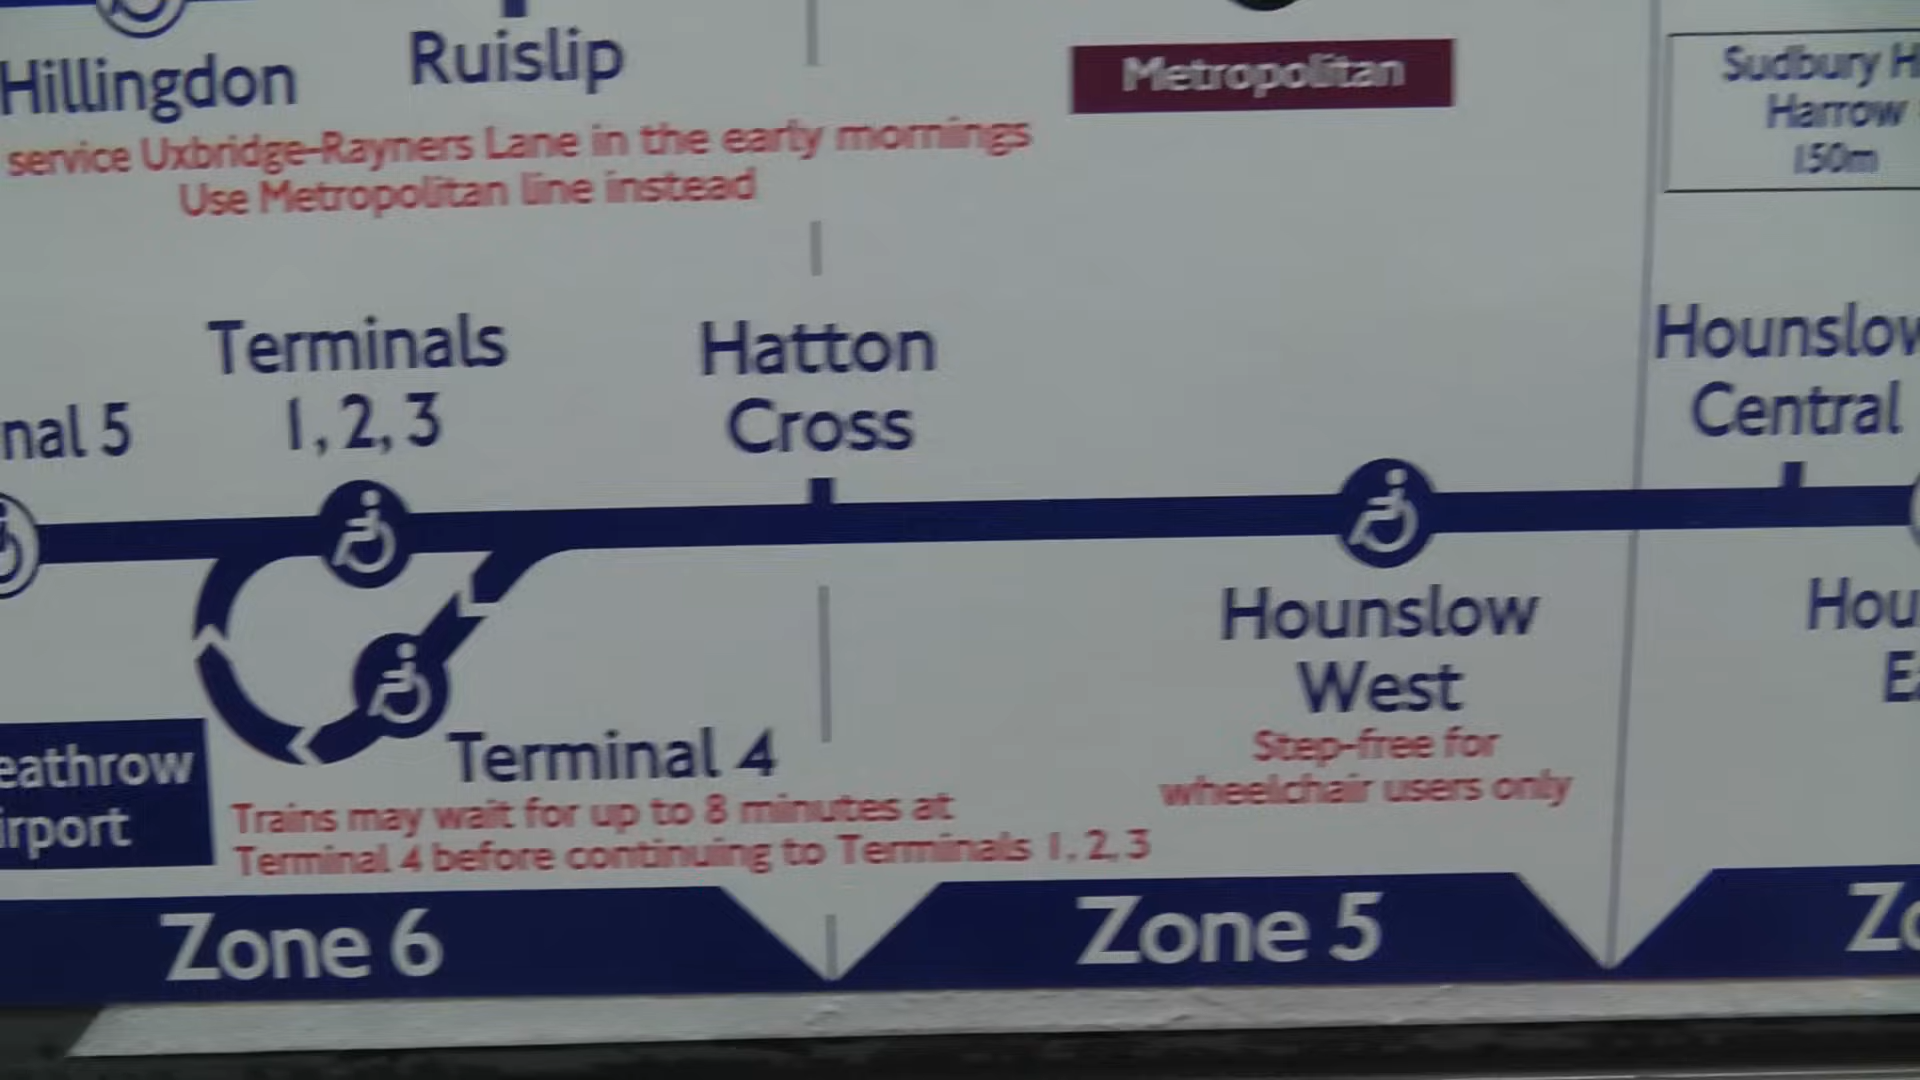 Hillingdon
Ruislip
Metropolitan
Sudbury H
Harrow
150m
service Uxbridge-Rayners Lane in the early mornings
Use Metropolitan line instead
nal 5
Terminals
1, 2, 3
Hatton
Cross
Hounslow
Central
Hounslow
West
Step-free for
wheelchair users only
Hou
Ea
eathrow
irport
Terminal 4
Trains may wait for up to 8 minutes at
Terminal 4 before continuing to Terminals 1, 2, 3
Zone 6
Zone 5
Zo